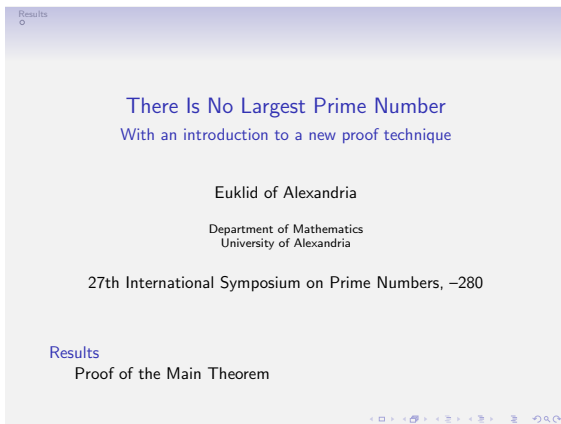 Results
There Is No Largest Prime Number
With an introduction to a new proof technique
Euklid of Alexandria
Department of Mathematics
University of Alexandria
27th International Symposium on Prime Numbers, –280
Results
Proof of the Main Theorem